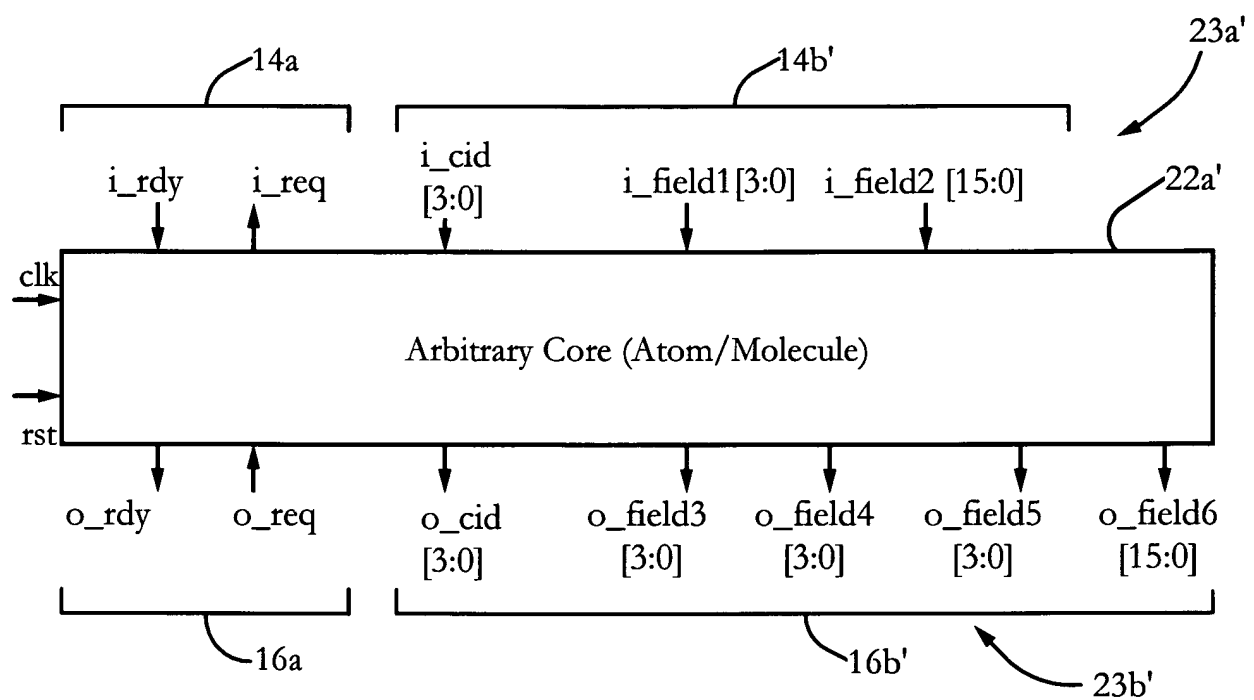 23a'
14a
14b'
i_rdy
i_req
i_cid
[3:0]
i_field1[3:0]
i_field2 [15:0]
22a'
clk
Arbitrary Core (Atom/Molecule)
rst
o_rdy
o_req
o_cid
[3:0]
o_field3
[3:0]
o_field4
[3:0]
o_field5
[3:0]
o_field6
[15:0]
16a
16b'
23b'